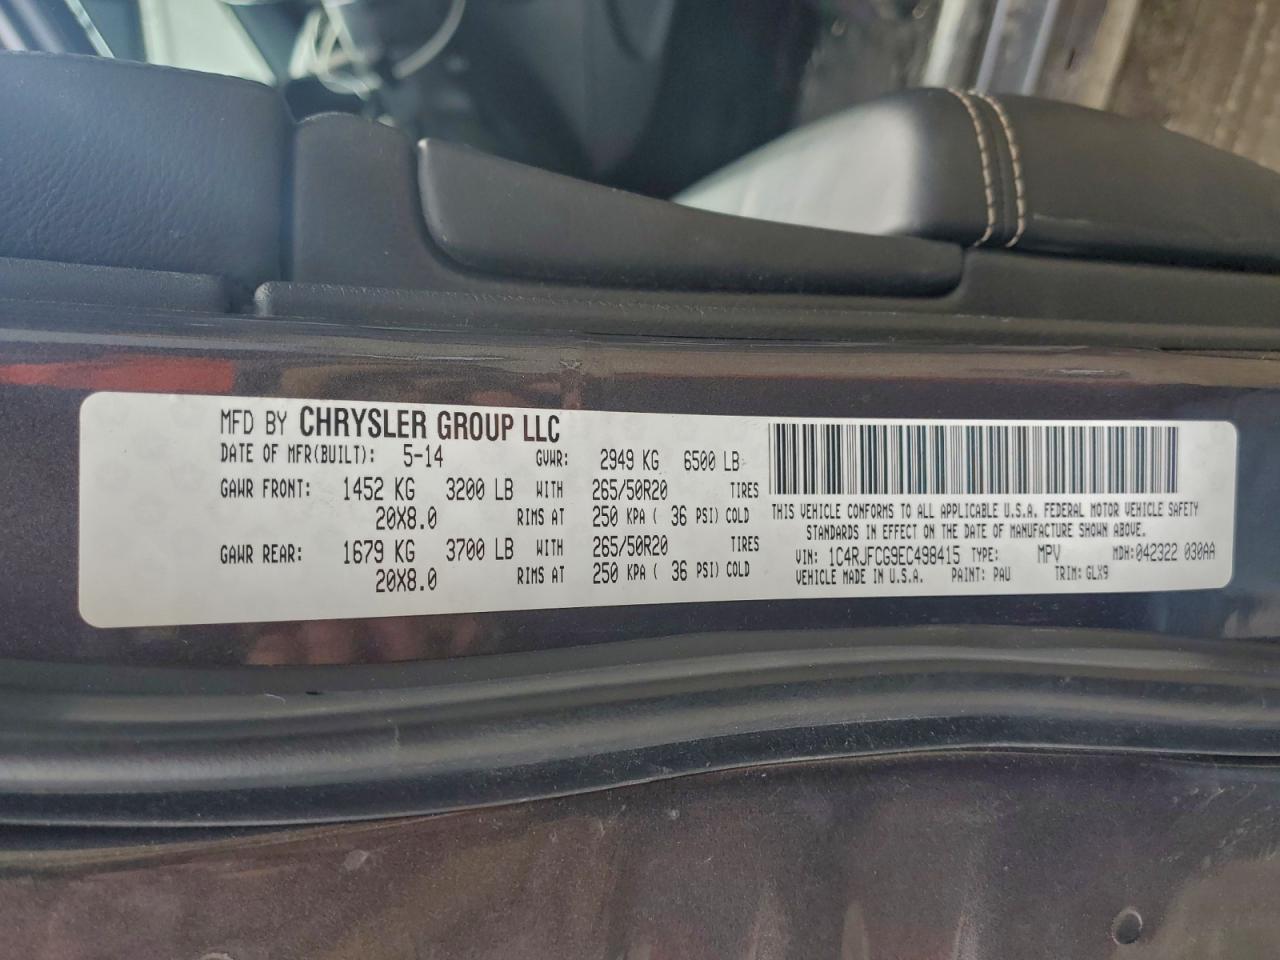 MFD BY CHRYSLER GROUP LLC
DATE OF MFR(BUILT): 5-14 GVWR: 2949 KG 6500 LB
GAWR FRONT: 1452 KG 3200 LB WITH 265/50R20 TIRES
20X8.0 RIMS AT 250 KPA ( 36 PSI) COLD
GAWR REAR: 1679 KG 3700 LB WITH 265/50R20 TIRES
20X8.0 RIMS AT 250 KPA ( 36 PSI) COLD
THIS VEHICLE CONFORMS TO ALL APPLICABLE U.S.A. FEDERAL MOTOR VEHICLE SAFETY
STANDARDS IN EFFECT ON THE DATE OF MANUFACTURE SHOWN ABOVE.
VIN: 1C4RJFCG9EC498415 TYPE: MPV MDH: 042322 030AA
VEHICLE MADE IN U.S.A. PAINT: PAU TRIM: GLX9